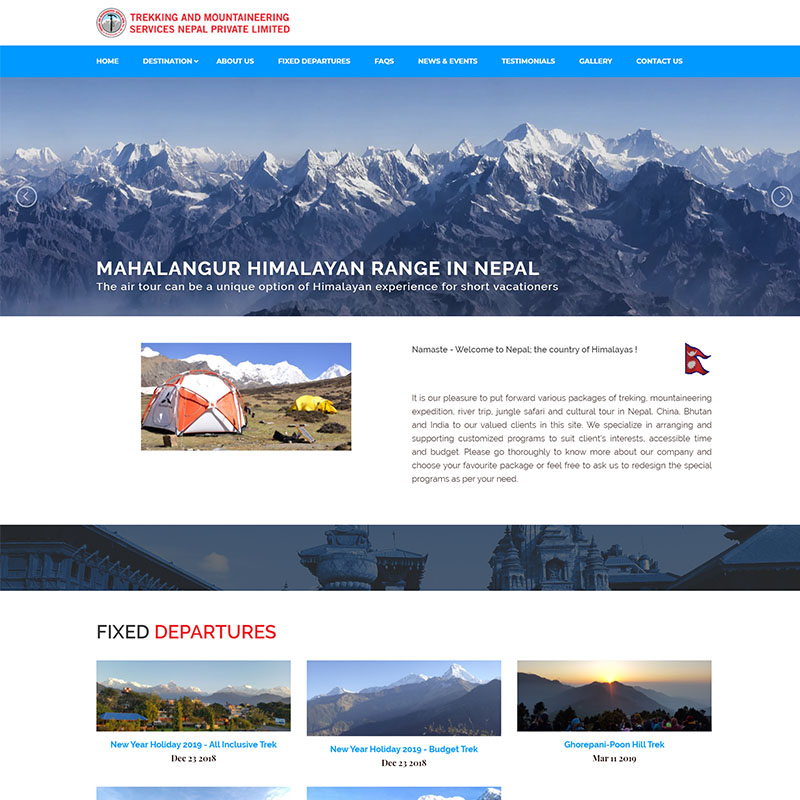 TREKKING AND MOUNTAINEERING
SERVICES NEPAL PRIVATE LIMITED
HOME DESTINATION ABOUT US FIXED DEPARTURES FAQS NEWS & EVENTS TESTIMONIALS GALLERY CONTACT US
MAHALANGUR HIMALAYAN RANGE IN NEPAL
The air tour can be a unique option of Himalayan experience for short vacationers
Namaste - Welcome to Nepal; the country of Himalayas !
It is our pleasure to put forward various packages of treking, mountaineering
expedition, river trip, jungle safari and cultural tour in Nepal, China, Bhutan
and India to our valued clients in this site. We specialize in arranging and
supporting customized programs to suit client's interests, accessible time
and budget. Please go thoroughly to know more about our company and
choose your favourite package or feel free to ask us to redesign the special
programs as per your need.
FIXED DEPARTURES
New Year Holiday 2019 - All Inclusive Trek
Dec 23 2018
New Year Holiday 2019 - Budget Trek
Dec 23 2018
Ghorepani-Poon Hill Trek
Mar 11 2019